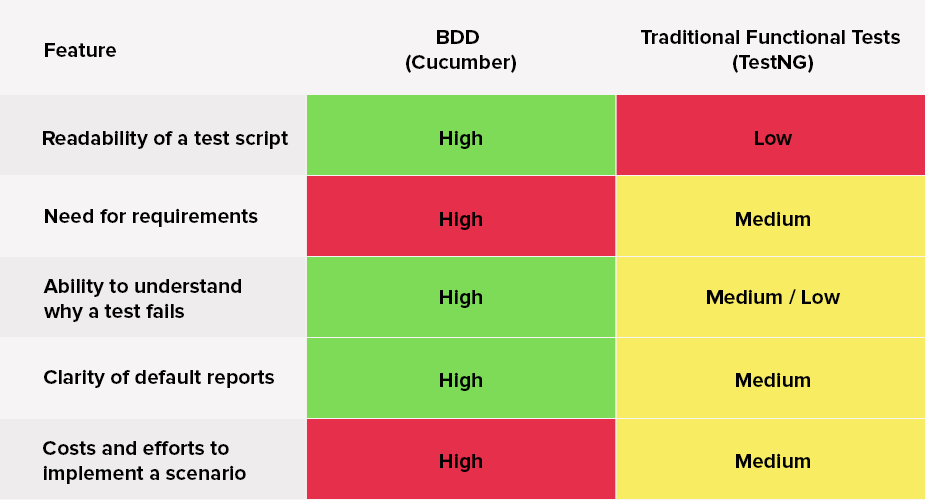 Feature
BDD
(Cucumber)
Traditional Functional Tests
(TestNG)
Readability of a test script
High
Low
Need for requirements
High
Medium
Ability to understand
why a test fails
High
Medium / Low
Clarity of default reports
High
Medium
Costs and efforts to
implement a scenario
High
Medium